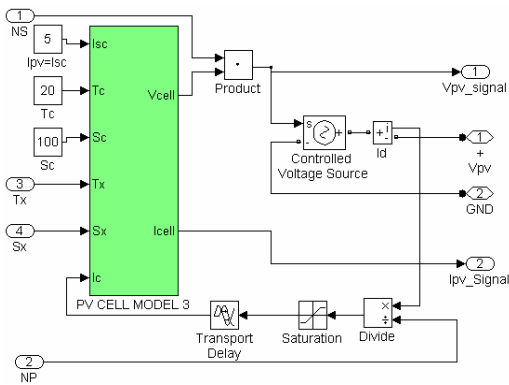 1
NS
5
Isc
Ipv=Isc
20
Tc
Tc
100
Sc
Sc
3
Tx
Tx
4
Sx
Sx
Ic
Vcell
Icell
PV CELL MODEL 3
Product
1
Vpv_signal
s
+
-
Controlled
Voltage Source
+
i
-
Id
1
+
Vpv
2
GND
2
Ipv_Signal
×
÷
Divide
Saturation
Transport
Delay
2
NP